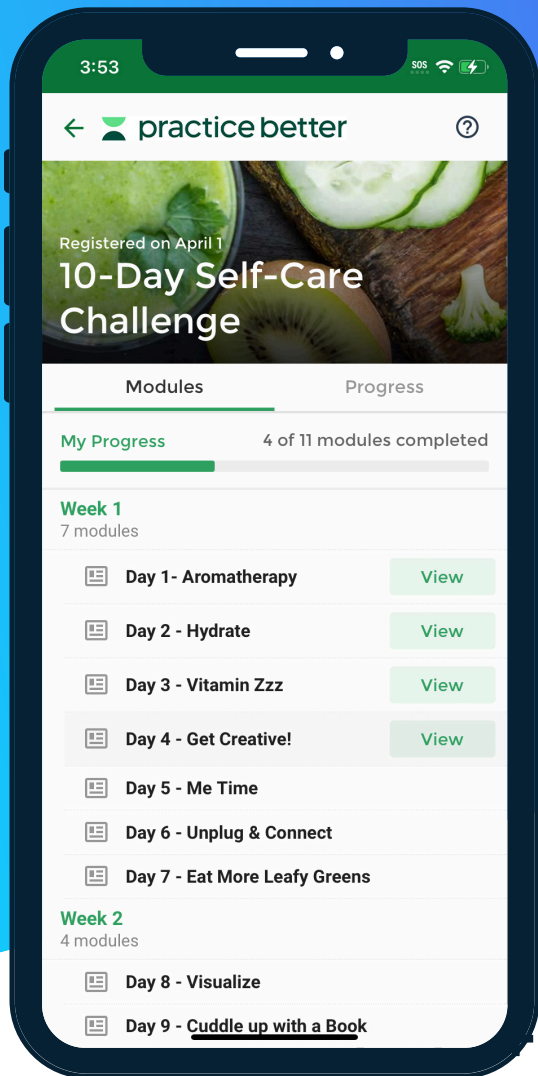 3:53
SOS
practice better
Registered on April 1
10-Day Self-Care
Challenge
Modules
Progress
My Progress
4 of 11 modules completed
Week 1
7 modules
Day 1- Aromatherapy
View
Day 2 - Hydrate
View
Day 3 - Vitamin Zzz
View
Day 4 - Get Creative!
View
Day 5 - Me Time
Day 6 - Unplug & Connect
Day 7 - Eat More Leafy Greens
Week 2
4 modules
Day 8 - Visualize
Day 9 - Cuddle up with a Book